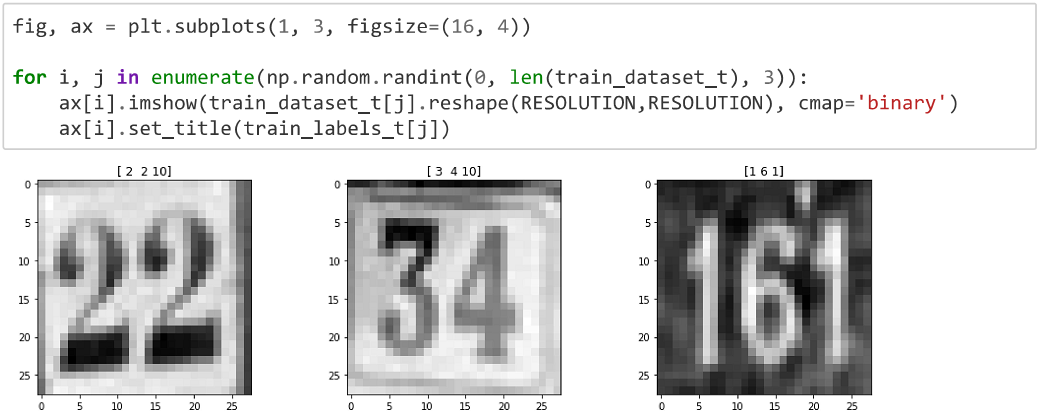 fig, ax = plt.subplots(1, 3, figsize=(16, 4))
for i, j in enumerate(np.random.randint(0, len(train_dataset_t), 3)):
    ax[i].imshow(train_dataset_t[j].reshape(RESOLUTION,RESOLUTION), cmap='binary')
    ax[i].set_title(train_labels_t[j])
[ 2  2 10]
0
5
10
15
20
25
0 5 10 15 20 25
22
[ 3  4 10]
0
5
10
15
20
25
0 5 10 15 20 25
34
[1 6 1]
0
5
10
15
20
25
0 5 10 15 20 25
161